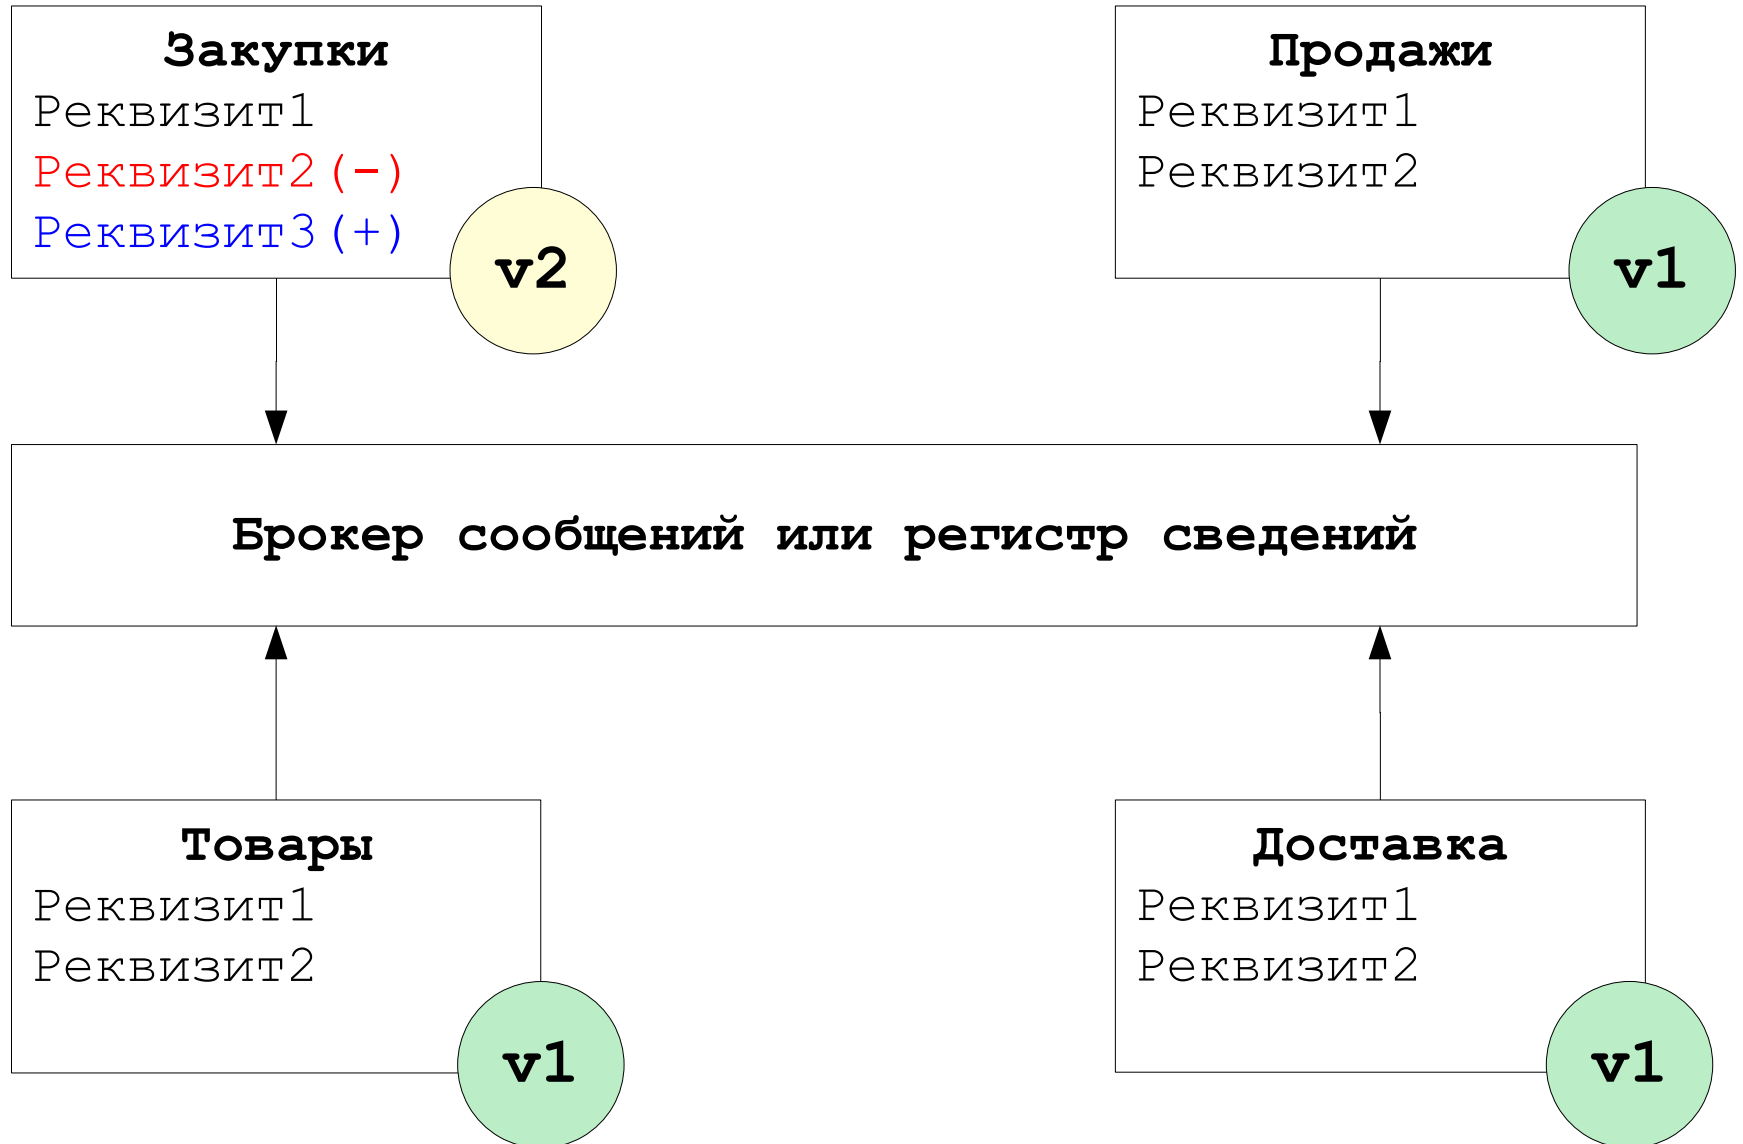 Закупки
Реквизит1
Реквизит2(-)
Реквизит3(+)
v2
Продажи
Реквизит1
Реквизит2
v1
Брокер сообщений или регистр сведений
Товары
Реквизит1
Реквизит2
v1
Доставка
Реквизит1
Реквизит2
v1